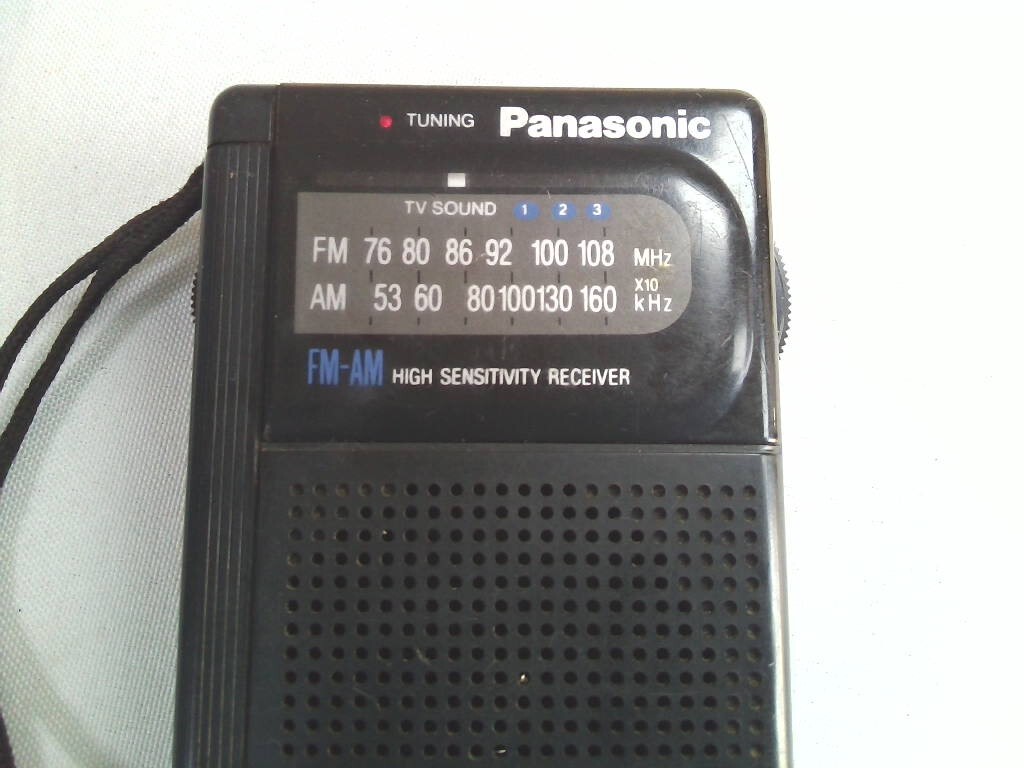 TUNING Panasonic
TV SOUND 1 2 3
FM 76 80 86 92 100 108 MHz
AM 53 60 80 100 130 160 X10 kHz
FM-AM HIGH SENSITIVITY RECEIVER